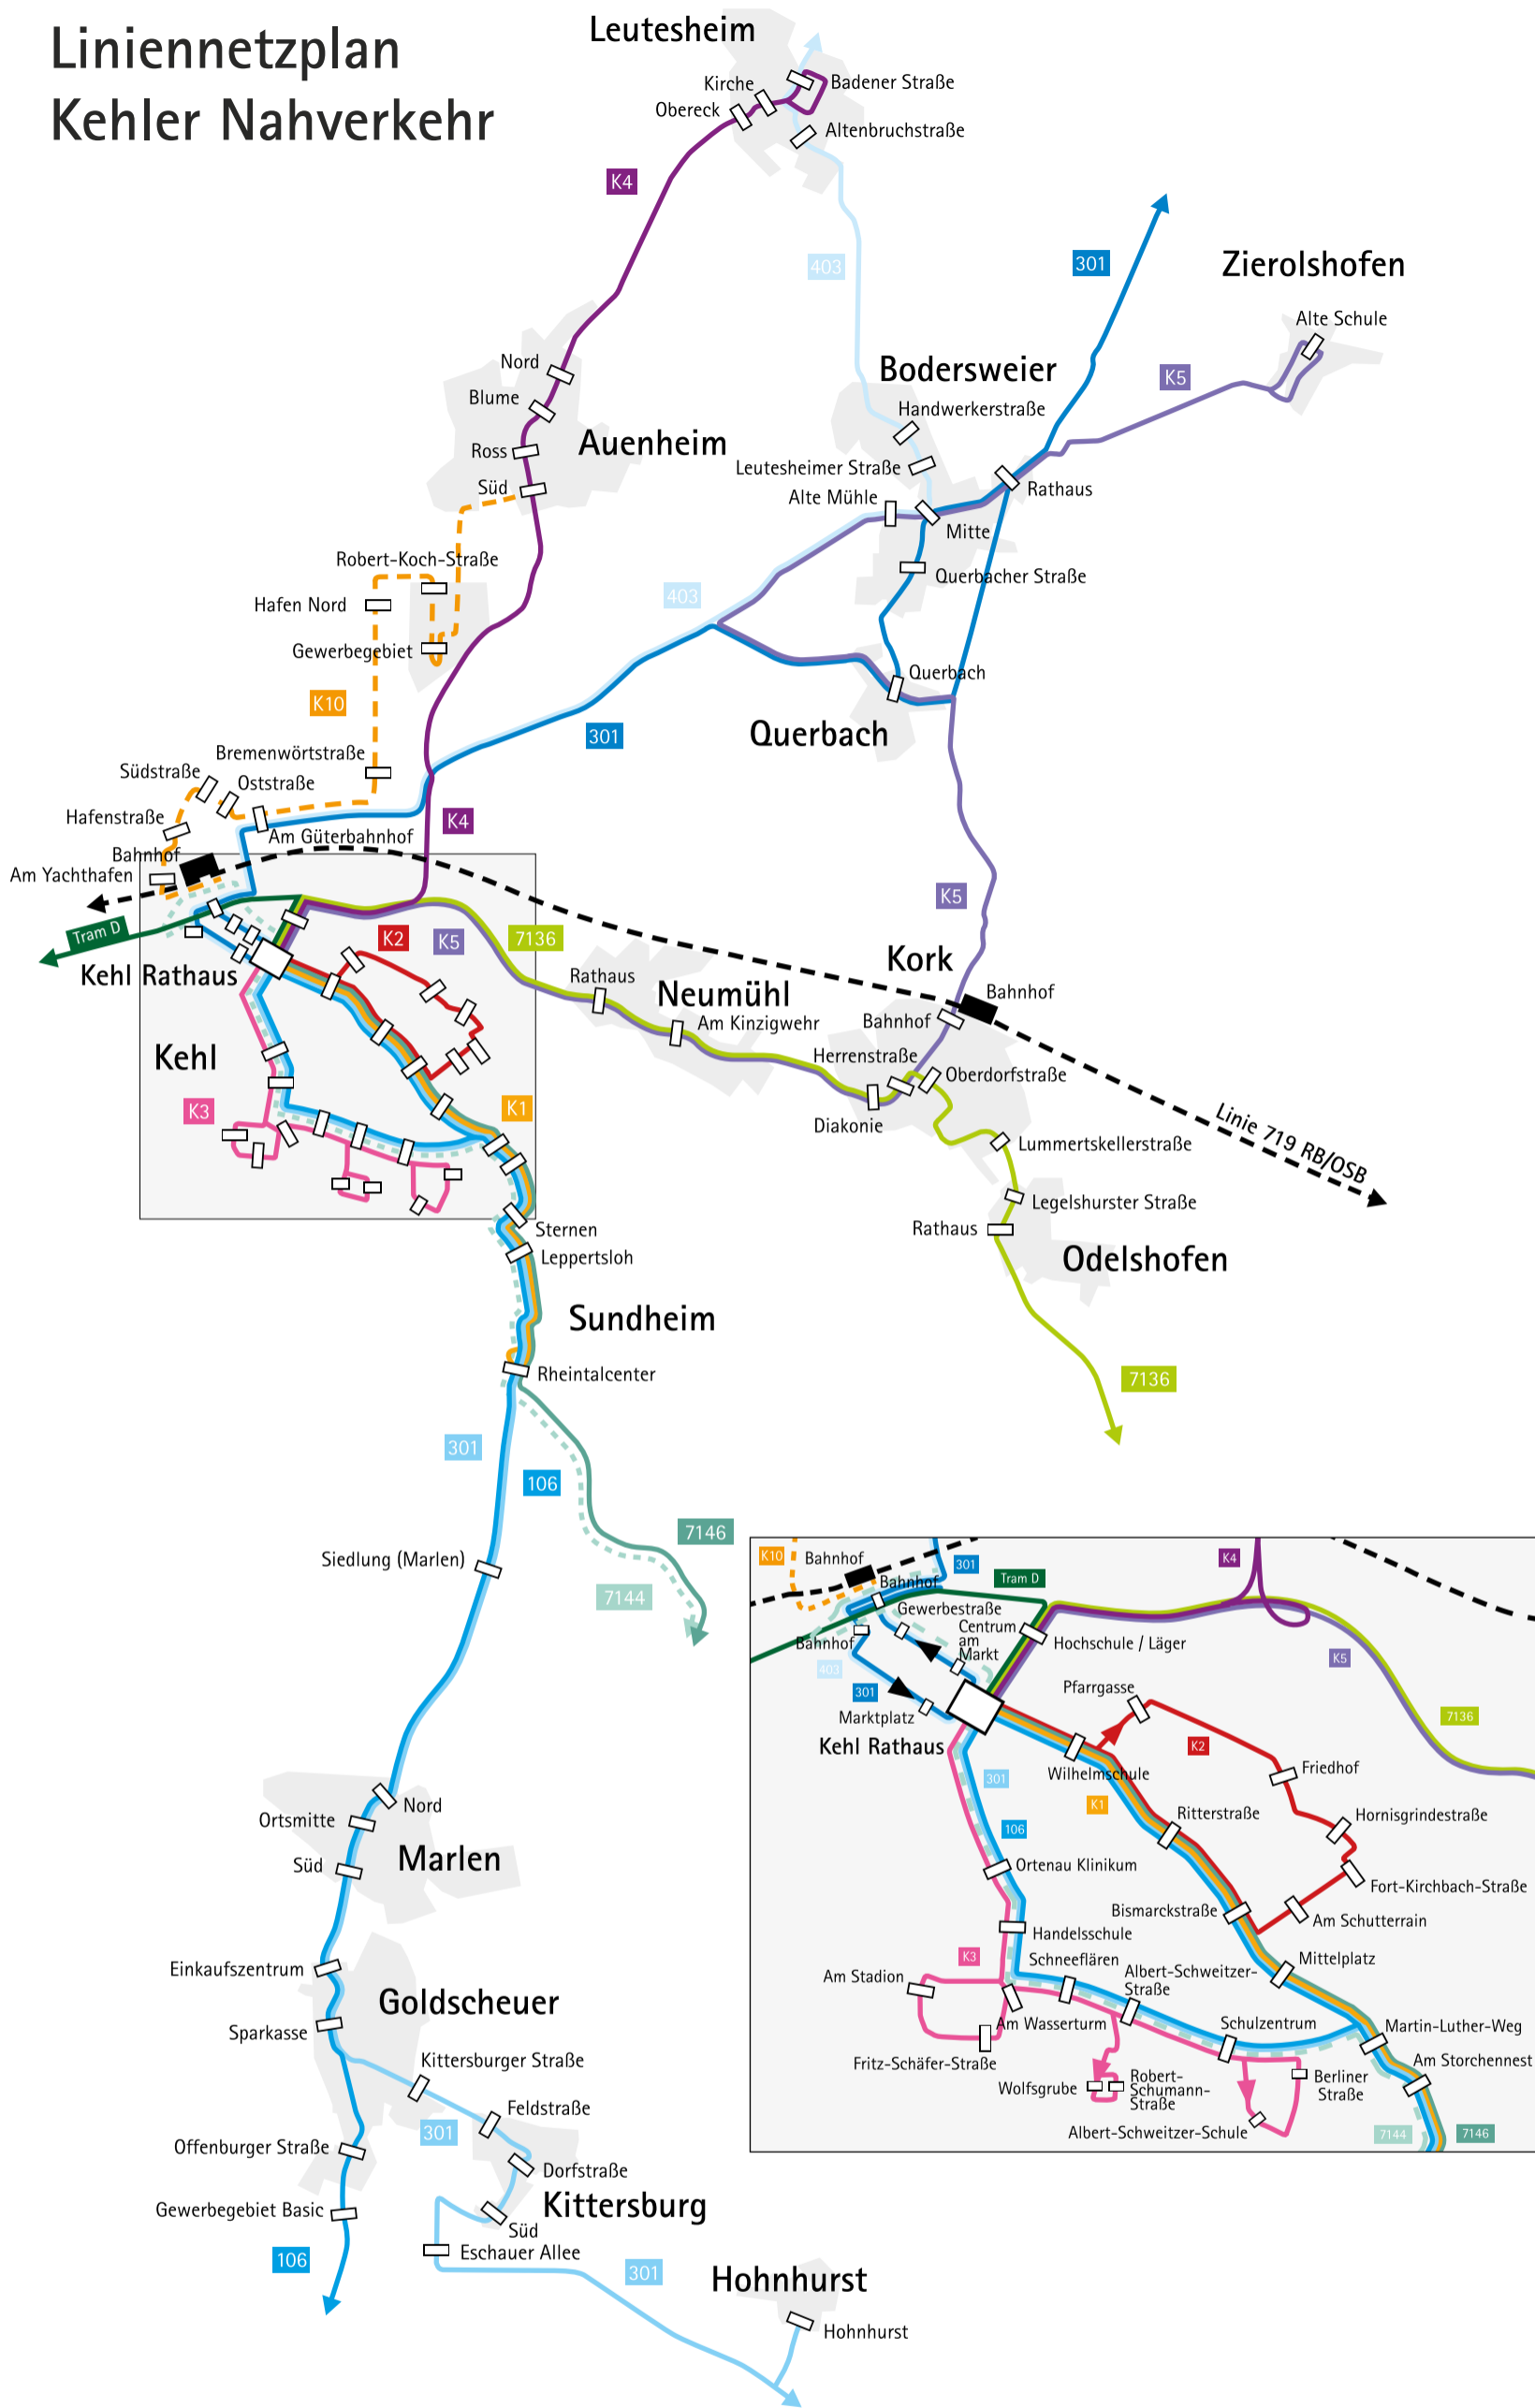 Liniennetzplan
Kehler Nahverkehr
Leutesheim
Kirche
Badener Straße
Obereck
Altenbruchstraße
K4
403
301
Zierolshofen
Alte Schule
Nord
Bodersweier
K5
Blume
Handwerkerstraße
Auenheim
Ross
Leutesheimer Straße
Süd
Rathaus
Alte Mühle
Mitte
Robert-Koch-Straße
Querbacher Straße
Hafen Nord
403
Gewerbegebiet
Querbach
K10
301
Querbach
Bremenwörtstraße
Südstraße
Oststraße
Hafenstraße
K4
Am Güterbahnhof
Bahnhof
Am Yachthafen
K5
Tram D
K2
K5
7136
Kork
Kehl Rathaus
Rathaus
Neumühl
Bahnhof
Am Kinzigwehr
Bahnhof
Kehl
Herrenstraße
Oberdorfstraße
K3
K1
Diakonie
Linie 719 RB/OSB
Lummertskellerstraße
Legelshurster Straße
Sternen
Rathaus
Leppertsloh
Odelshofen
Sundheim
Rheintalcenter
7136
301
106
7146
Siedlung (Marlen)
7144
K10
Bahnhof
301
Tram D
K4
Bahnhof
Gewerbestraße
Centrum
am
Markt
Bahnhof
Hochschule / Läger
403
K5
301
Pfarrgasse
Marktplatz
7136
Kehl Rathaus
K2
Wilhelmschule
301
Friedhof
K1
Ritterstraße
Hornisgrindestraße
106
Ortenau Klinikum
Fort-Kirchbach-Straße
Bismarckstraße
Am Schutterrain
Handelsschule
K3
Schneeflären
Mittelplatz
Am Stadion
Albert-Schweitzer-
Straße
Am Wasserturm
Schulzentrum
Martin-Luther-Weg
Fritz-Schäfer-Straße
Am Storchennest
Wolfsgrube
Robert-
Schumann-
Straße
Berliner
Straße
Albert-Schweitzer-Schule
7144
7146
Nord
Ortsmitte
Marlen
Süd
Einkaufszentrum
Goldscheuer
Sparkasse
Kittersburger Straße
Feldstraße
301
Offenburger Straße
Dorfstraße
Kittersburg
Gewerbegebiet Basic
Süd
Eschauer Allee
106
301
Hohnhurst
Hohnhurst